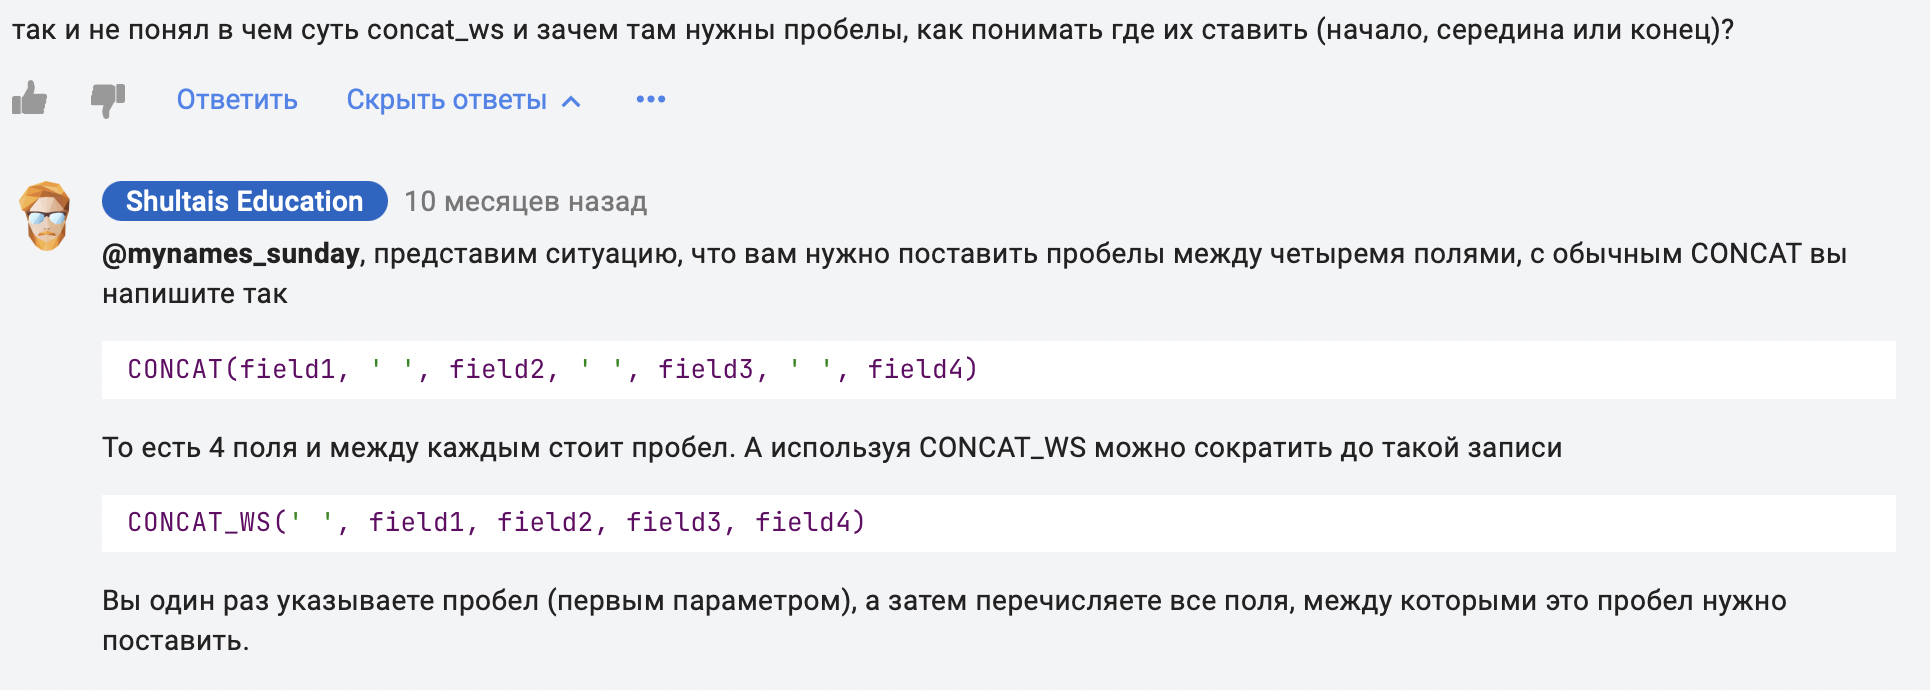 так и не понял в чем суть concat_ws и зачем там нужны пробелы, как понимать где их ставить (начало, середина или конец)?
Ответить Скрыть ответы
Shultais Education 10 месяцев назад
@mynames_sunday, представим ситуацию, что вам нужно поставить пробелы между четыремя полями, с обычным CONCAT вы
напишите так
CONCAT(field1, ' ', field2, ' ', field3, ' ', field4)
То есть 4 поля и между каждым стоит пробел. А используя CONCAT_WS можно сократить до такой записи
CONCAT_WS(' ', field1, field2, field3, field4)
Вы один раз указываете пробел (первым параметром), а затем перечисляете все поля, между которыми это пробел нужно
поставить.